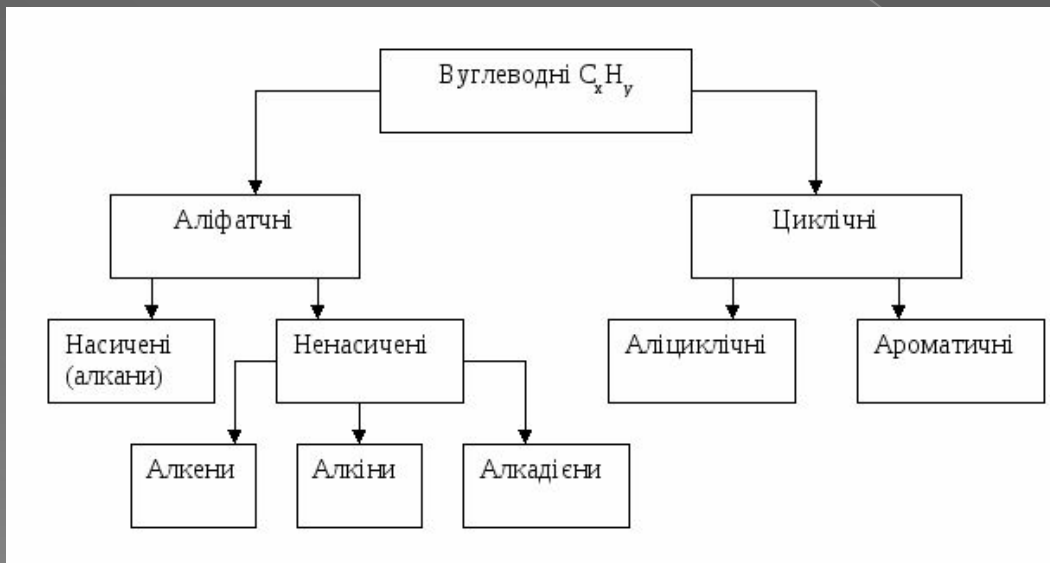 Вуглеводні CxHy
Аліфатчні
Циклічні
Насичені
(алкани)
Ненасичені
Аліциклічні
Ароматичні
Алкени
Алкіни
Алкадієни